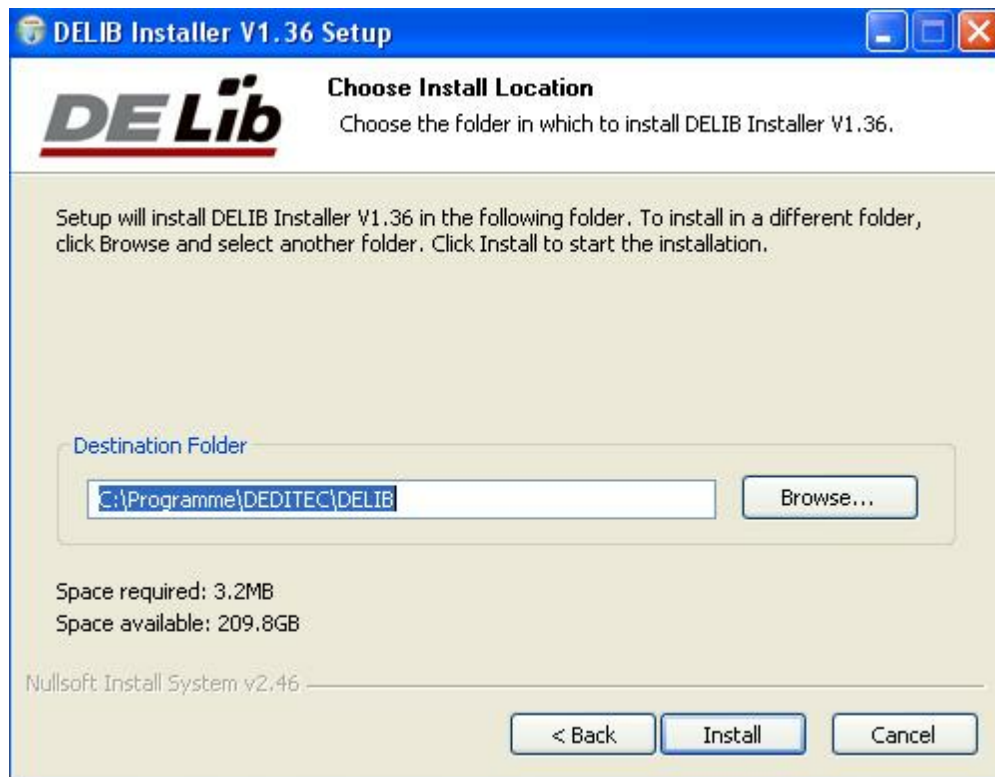 DELIB Installer V1.36 Setup
DELib
Choose Install Location
Choose the folder in which to install DELIB Installer V1.36.
Setup will install DELIB Installer V1.36 in the following folder. To install in a different folder,
click Browse and select another folder. Click Install to start the installation.
Destination Folder
C:\Programme\DEDITEC\DELIB
Browse...
Space required: 3.2MB
Space available: 209.8GB
Nullsoft Install System v2.46
< Back
Install
Cancel